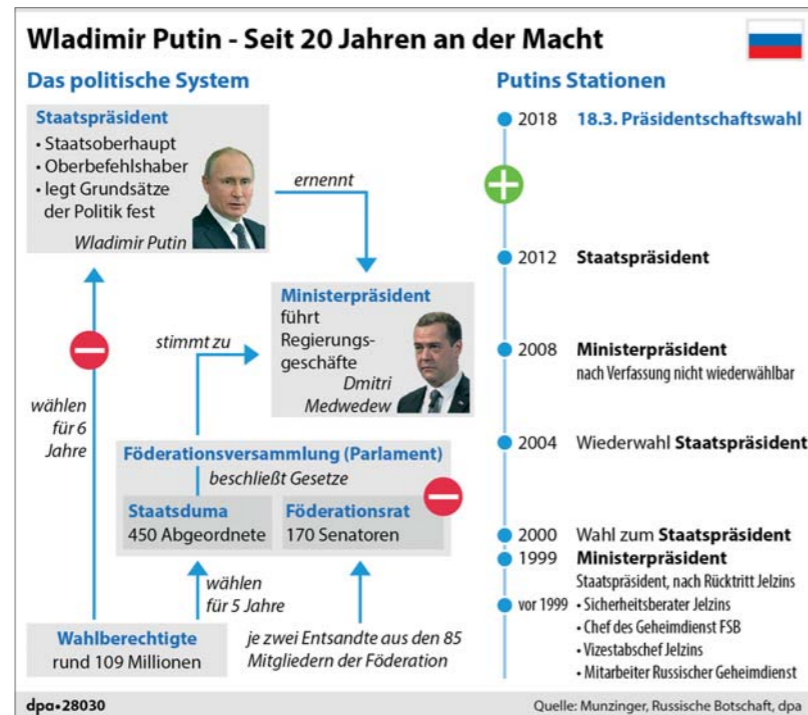 Wladimir Putin - Seit 20 Jahren an der Macht
Das politische System
Staatspräsident
• Staatsoberhaupt
• Oberbefehlshaber
• legt Grundsätze
der Politik fest
Wladimir Putin
ernennt
Ministerpräsident
führt
Regierungs-
geschäfte
Dmitri
Medwedew
stimmt zu
wählen
für 6
Jahre
Föderationsversammlung (Parlament)
beschließt Gesetze
Staatsduma
450 Abgeordnete
Föderationsrat
170 Senatoren
wählen
für 5 Jahre
Wahlberechtigte
rund 109 Millionen
je zwei Entsandte aus den 85
Mitgliedern der Föderation
Putins Stationen
2018 18.3. Präsidentschaftswahl
2012 Staatspräsident
2008 Ministerpräsident
nach Verfassung nicht wiederwählbar
2004 Wiederwahl Staatspräsident
2000 Wahl zum Staatspräsident
1999 Ministerpräsident
Staatspräsident, nach Rücktritt Jelzins
vor 1999 • Sicherheitsberater Jelzins
• Chef des Geheimdienst FSB
• Vizestabschef Jelzins
• Mitarbeiter Russischer Geheimdienst
dpa•28030
Quelle: Munzinger, Russische Botschaft, dpa